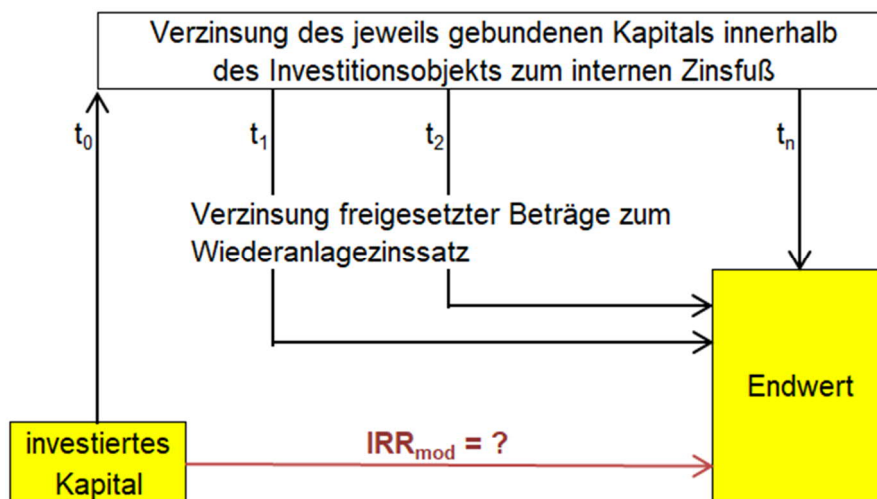 Verzinsung des jeweils gebundenen Kapitals innerhalb
des Investitionsobjekts zum internen Zinsfuß
t₀
t₁
t₂
tₙ
Verzinsung freigesetzter Beträge zum
Wiederanlagezinssatz
Endwert
investiertes
Kapital
IRRmod = ?